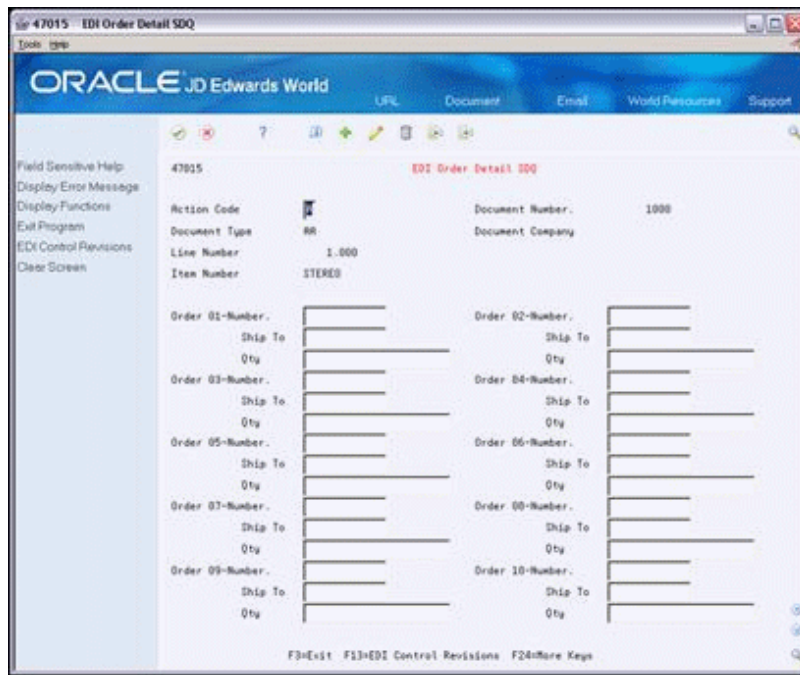 47015 EDI Order Detail SDQ
Tools Help
ORACLE JD Edwards World
URL Document Email World Resources Support
Field Sensitive Help
Display Error Message
Display Functions
Exit Program
EDI Control Revisions
Clear Screen
47015 EDI Order Detail SDQ
Action Code Document Number. 1000
Document Type AA Document Company
Line Number 1.000
Item Number STEREO
Order 01-Number. Order 02-Number.
Ship To Ship To
Qty Qty
Order 03-Number. Order 04-Number.
Ship To Ship To
Qty Qty
Order 05-Number. Order 06-Number.
Ship To Ship To
Qty Qty
Order 07-Number. Order 08-Number.
Ship To Ship To
Qty Qty
Order 09-Number. Order 10-Number.
Ship To Ship To
Qty Qty
F3=Exit F13=EDI Control Revisions F24=More Keys